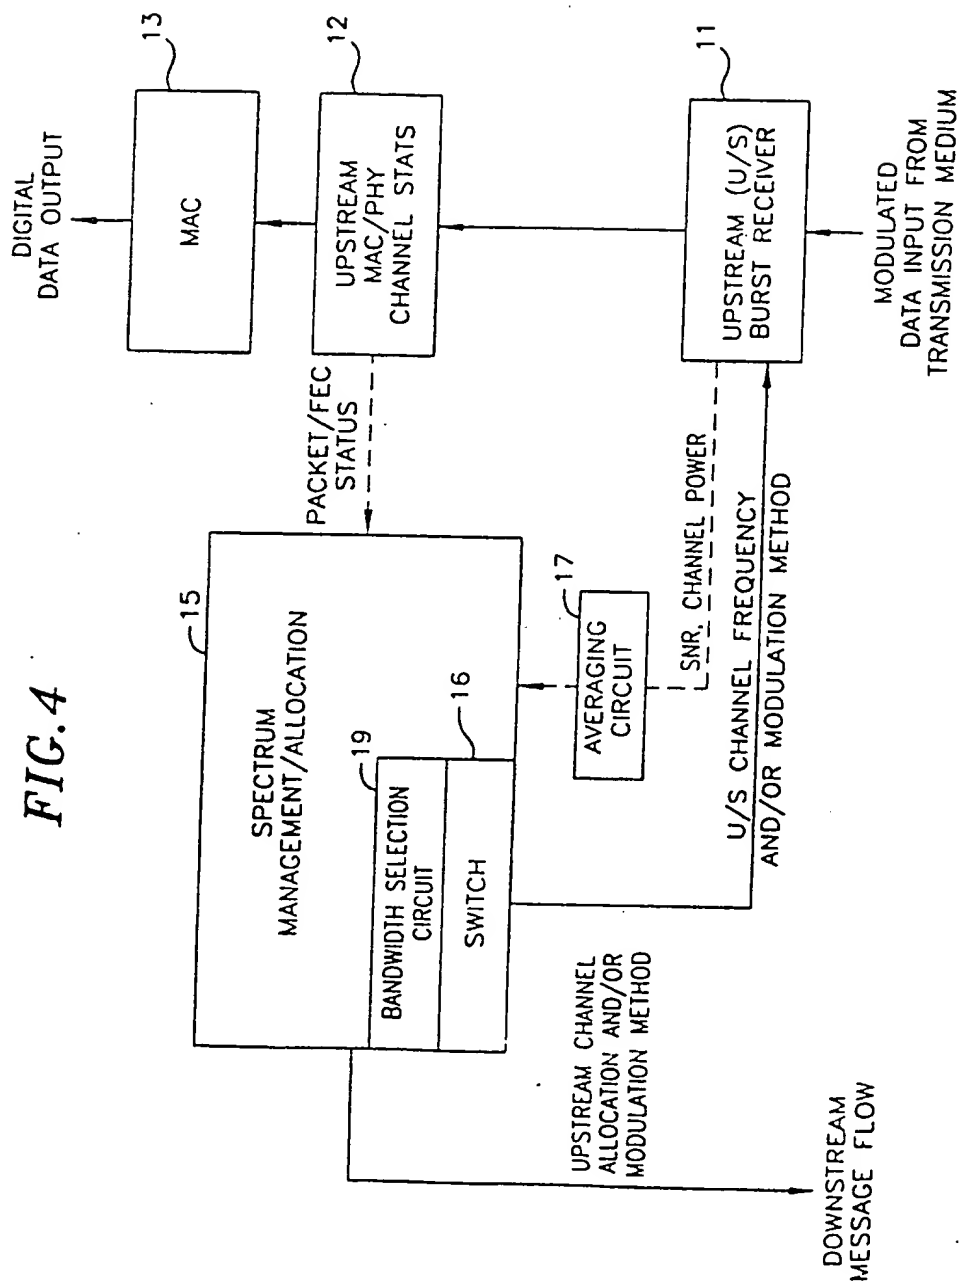 FIG.4
DIGITAL
DATA OUTPUT
13
MAC
12
UPSTREAM
MAC/PHY
CHANNEL STATS
11
UPSTREAM (U/S)
BURST RECEIVER
MODULATED
DATA INPUT FROM
TRANSMISSION MEDIUM
PACKET/FEC
STATUS
15
SPECTRUM
MANAGEMENT/ALLOCATION
19
BANDWIDTH SELECTION
CIRCUIT
16
SWITCH
17
AVERAGING
CIRCUIT
SNR, CHANNEL POWER
U/S CHANNEL FREQUENCY
AND/OR MODULATION METHOD
UPSTREAM CHANNEL
ALLOCATION AND/OR
MODULATION METHOD
DOWNSTREAM
MESSAGE FLOW